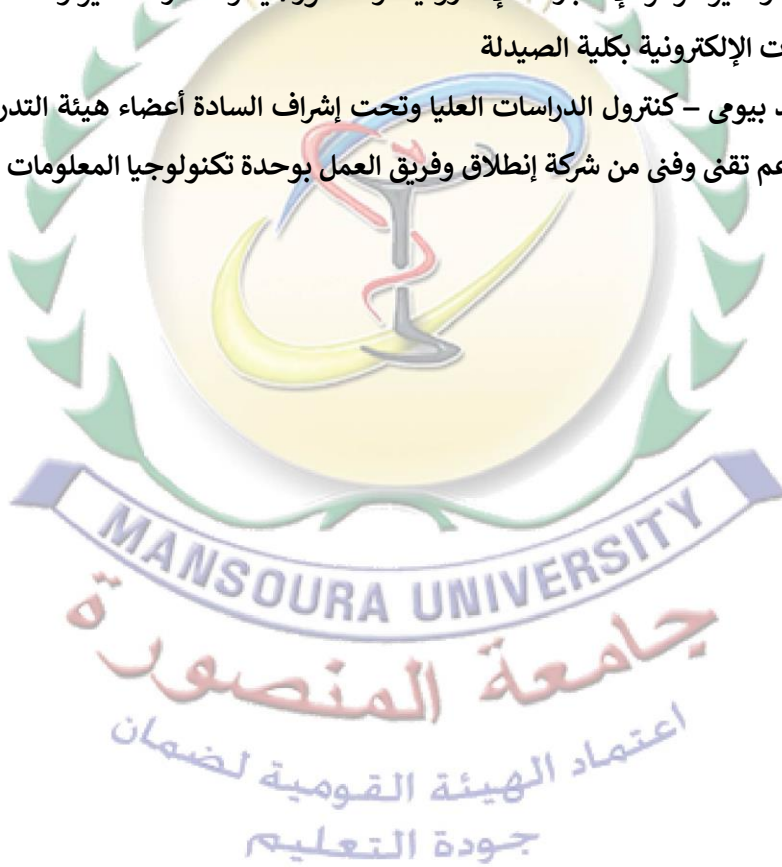 ت الإلكترونية بكلية الصيدلة
د بيومى – كنترول الدراسات العليا وتحت إشراف السادة أعضاء هيئة التدر
عم تقنى وفنى من شركة إنطلاق وفريق العمل بوحدة تكنولوجيا المعلومات
MANSOURA UNIVERSITY
جامعة المنصورة
اعتماد الهيئة القومية لضمان
جودة التعليم